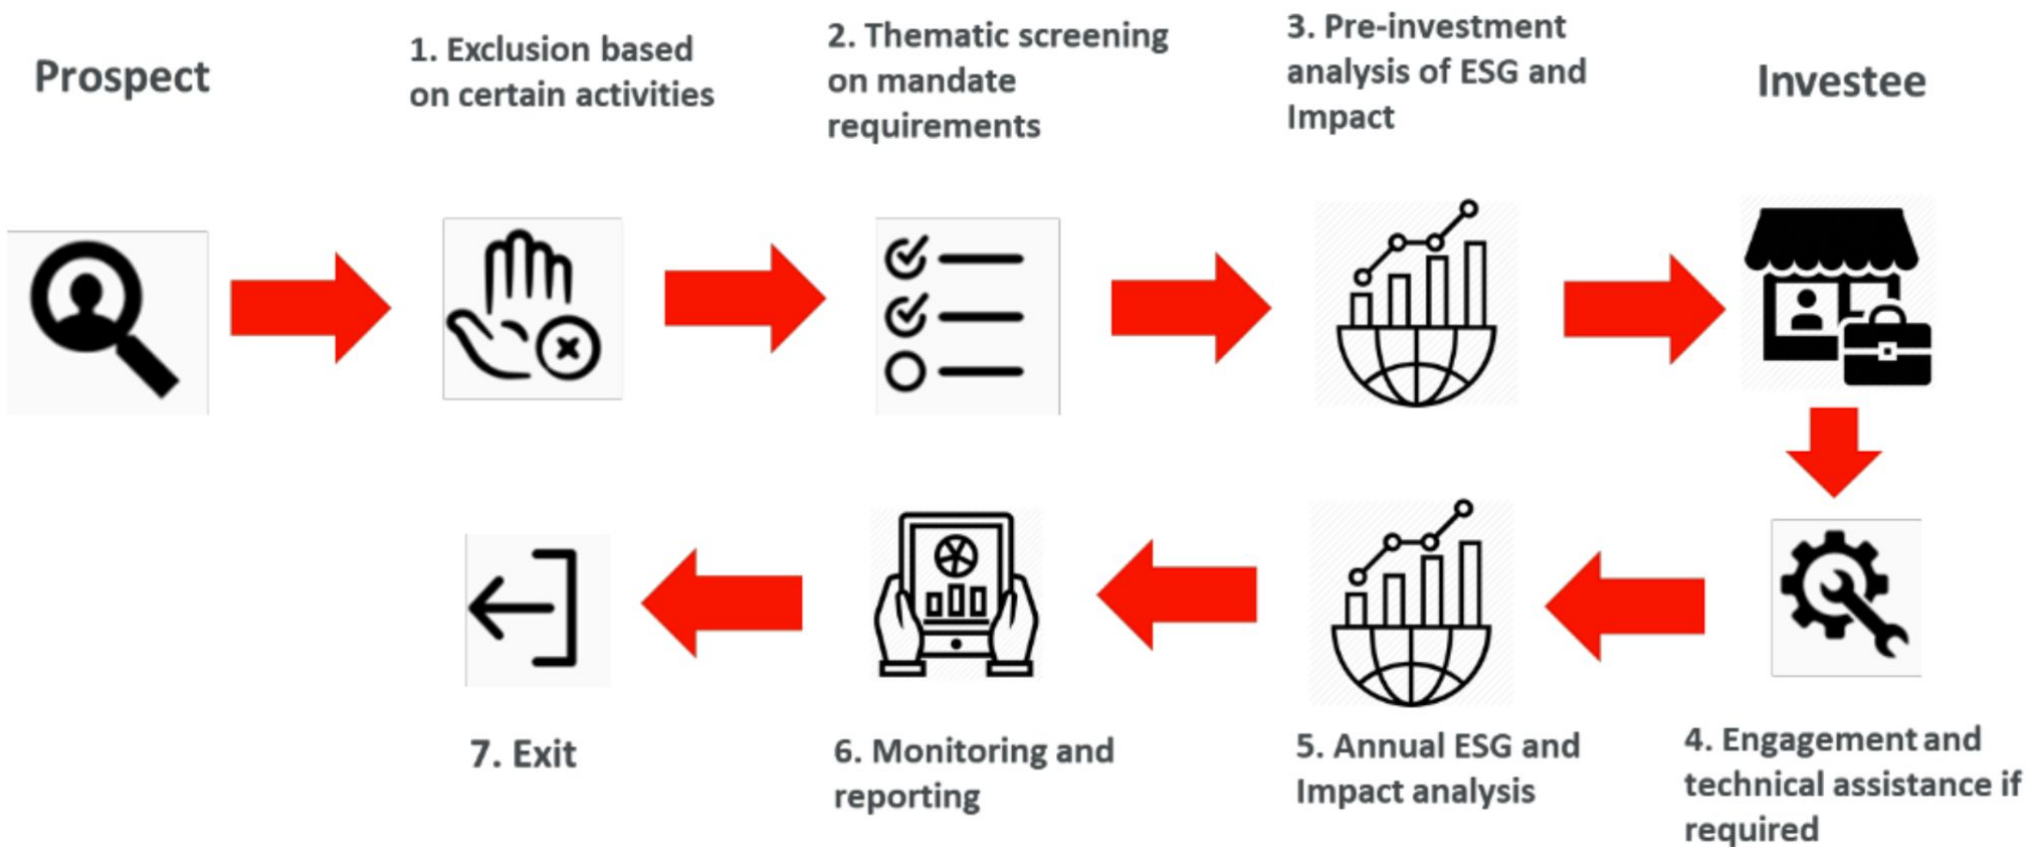 Prospect
1. Exclusion based
on certain activities
2. Thematic screening
on mandate
requirements
3. Pre-investment
analysis of ESG and
Impact
Investee
7. Exit
6. Monitoring and
reporting
5. Annual ESG and
Impact analysis
4. Engagement and
technical assistance if
required